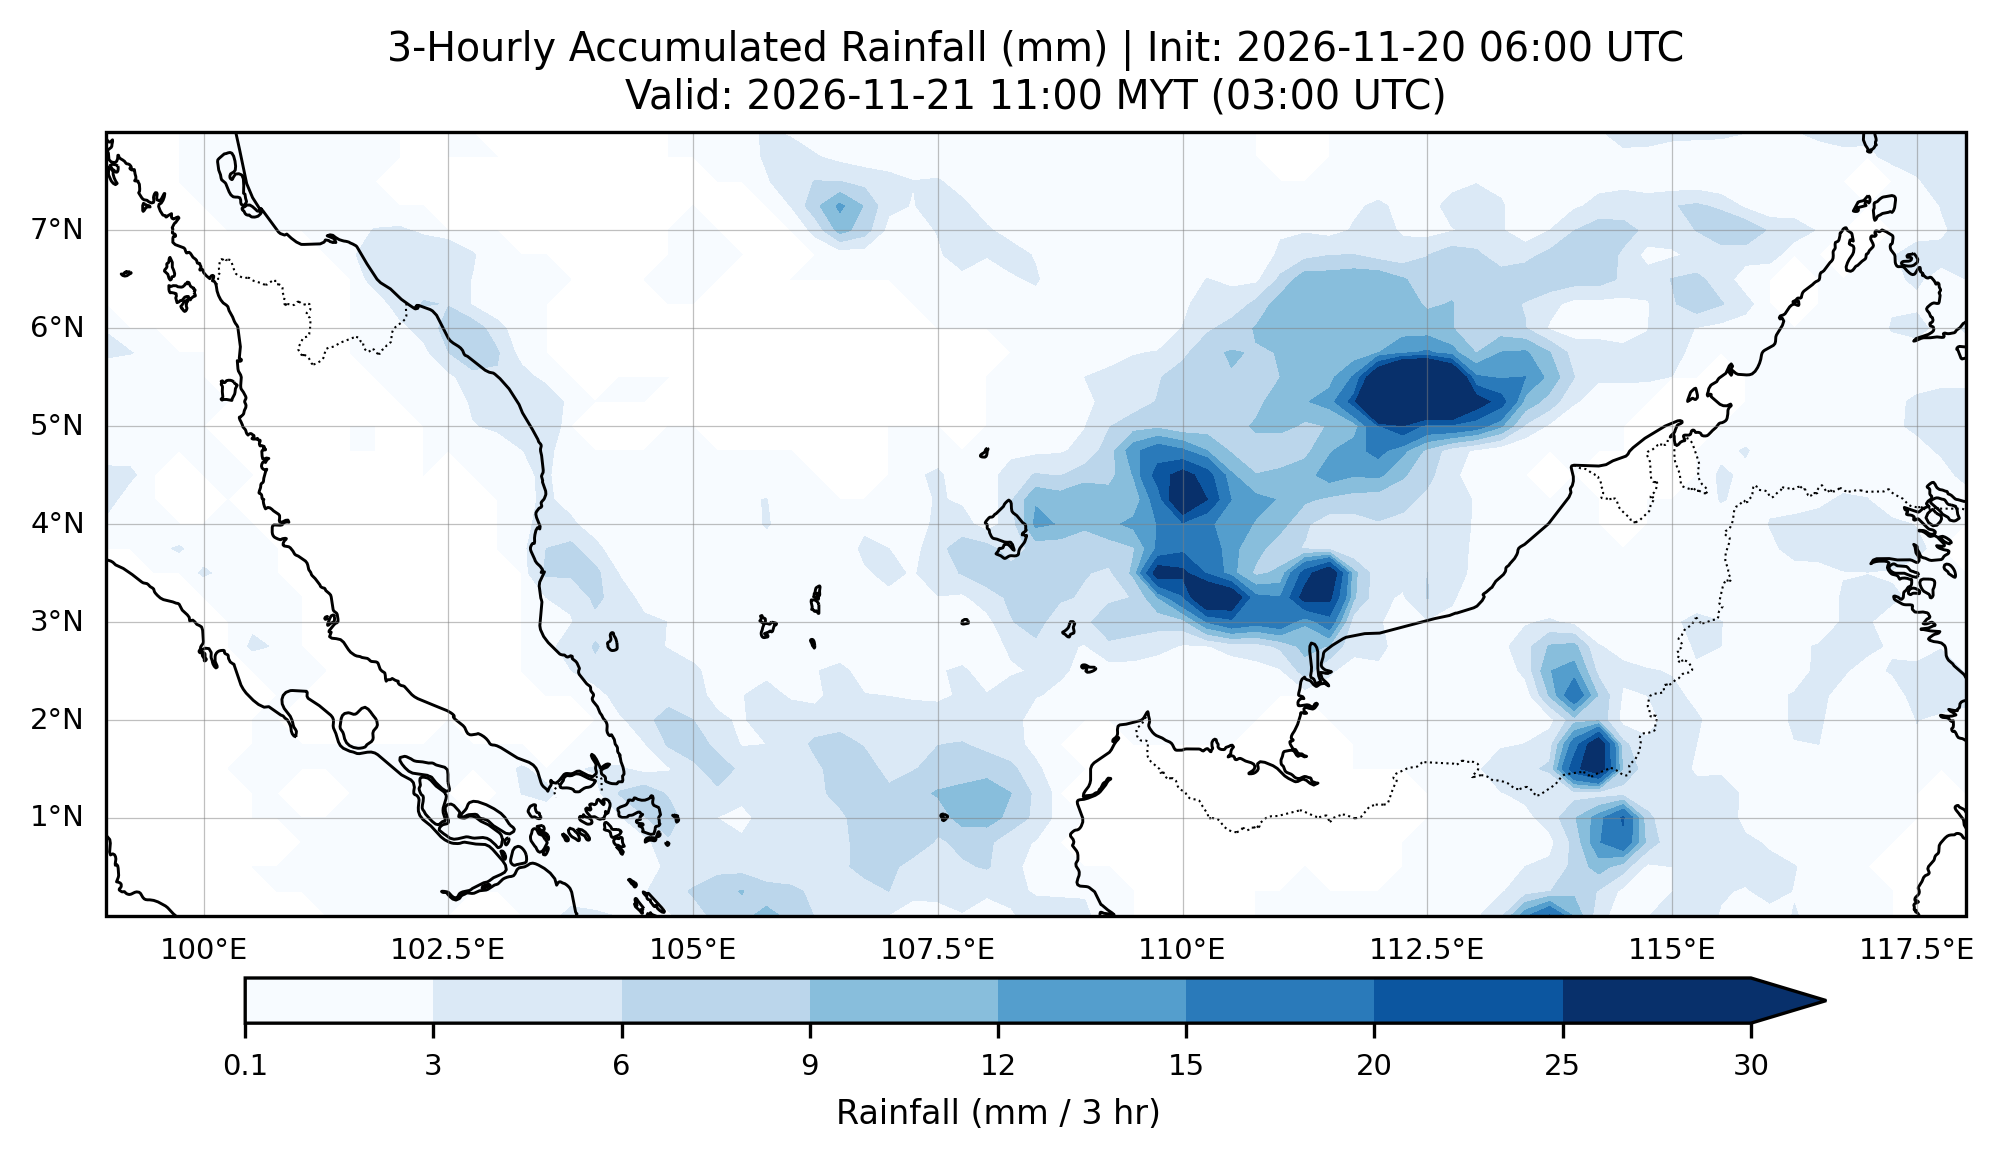 3-Hourly Accumulated Rainfall (mm) | Init: 2026-11-20 06:00 UTC
Valid: 2026-11-21 11:00 MYT (03:00 UTC)
7°N
6°N
5°N
4°N
3°N
2°N
1°N
100°E 102.5°E 105°E 107.5°E 110°E 112.5°E 115°E 117.5°E
0.1 3 6 9 12 15 20 25 30
Rainfall (mm / 3 hr)